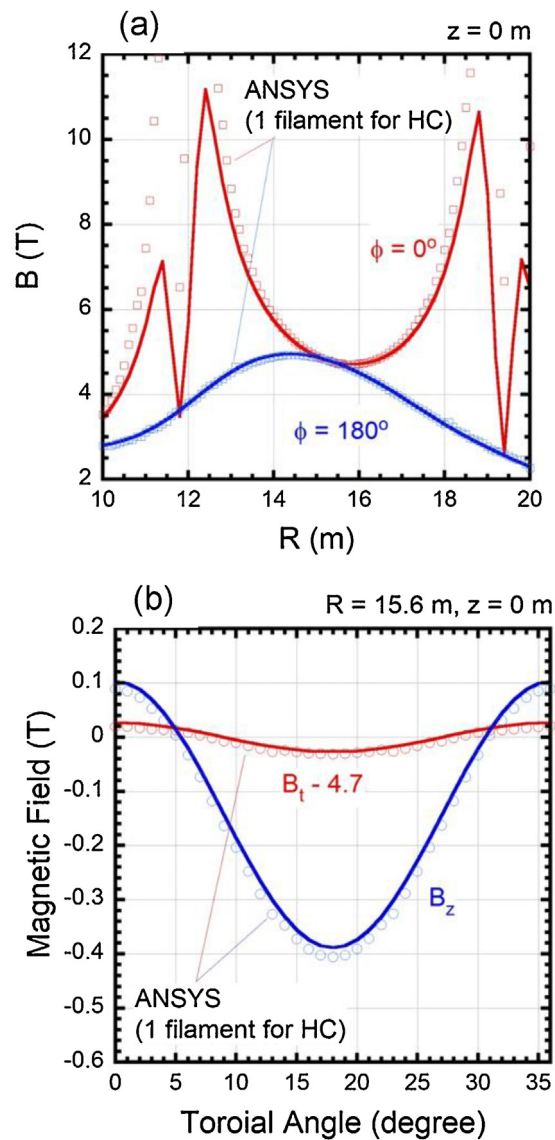 (a)
z = 0 m
12
10
8
6
4
2
B (T)
ANSYS
(1 filament for HC)
ϕ = 0°
ϕ = 180°
10
12
14
16
18
20
R (m)
(b)
R = 15.6 m, z = 0 m
0.2
0.1
0
-0.1
-0.2
-0.3
-0.4
-0.5
-0.6
Magnetic Field (T)
Bt - 4.7
Bz
ANSYS
(1 filament for HC)
0
5
10
15
20
25
30
35
Toroial Angle (degree)